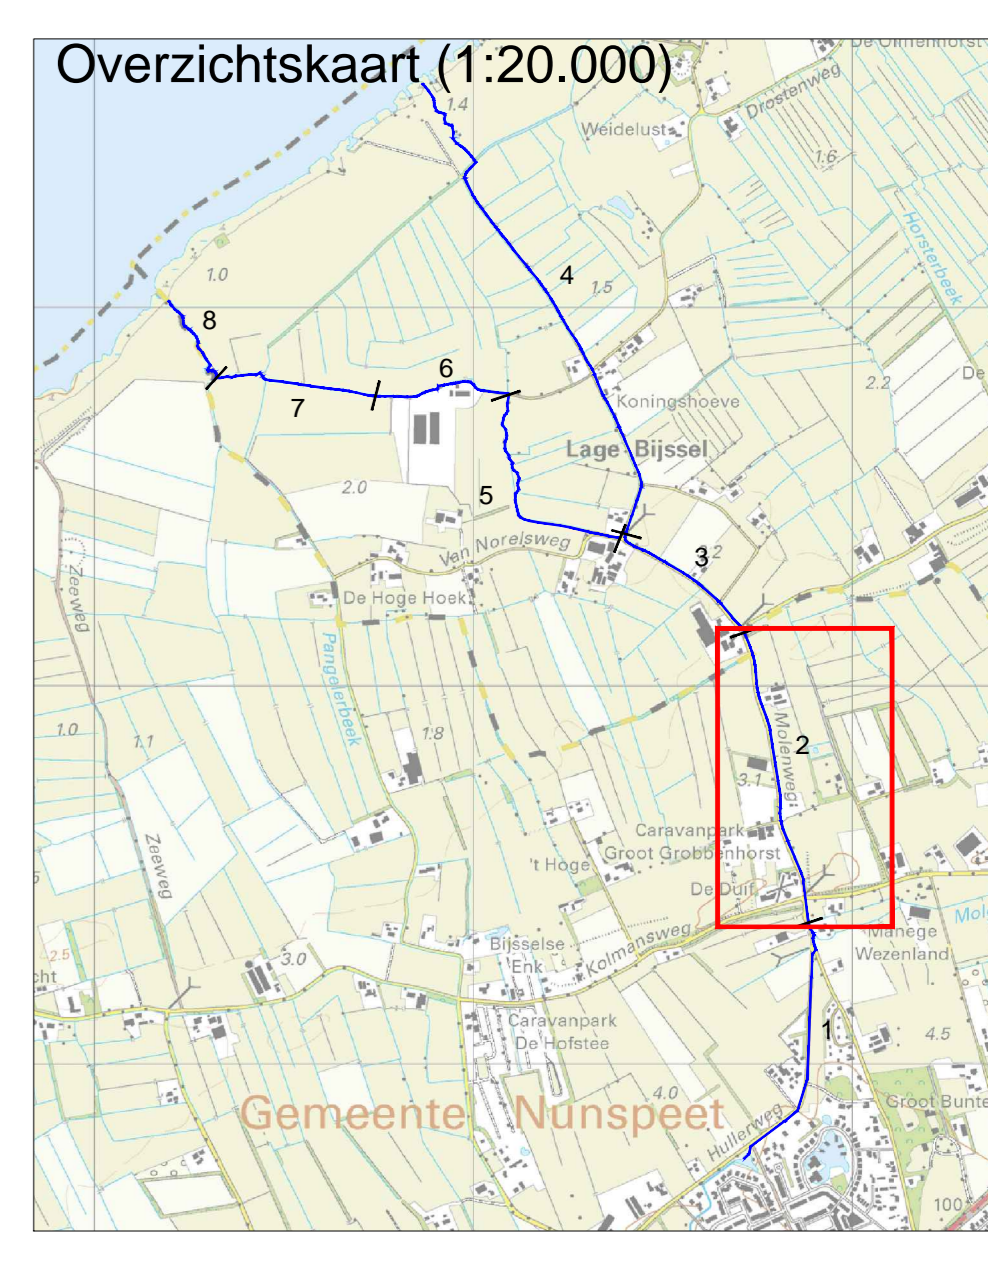 Overzichtskaart (1:20.000)
De Olmenhorst
1.4
Drostenweg
Weidelust
1.6
Horsterbeek
1.0
4
1.5
8
6
2.2
De
7
Koningshoeve
Lage Bijssel
2.0
5
Van Norelsweg
3
Zeeweg
De Hoge Hoek
Pangelerbeek
1.0
1.1
1.8
Molenweg
2
3.1
Caravanpark
Groot Grobbenhorst
Zeeweg
't Hoge
De Duif
Mol
Manege
Wezenland
Kolmansweg
Bijsselse
Enk
2.5
3.0
cht
Caravanpark
De Hofstee
1
4.5
4.0
Groot Bunte
Gemeente Nunspeet
Hullerweg
100